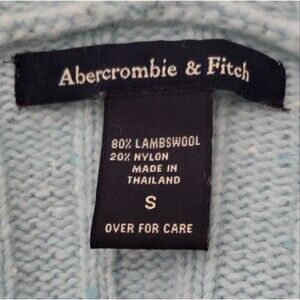 Abercrombie & Fitch
80% LAMBSWOOL
20% NYLON
MADE IN
THAILAND
S
OVER FOR CARE